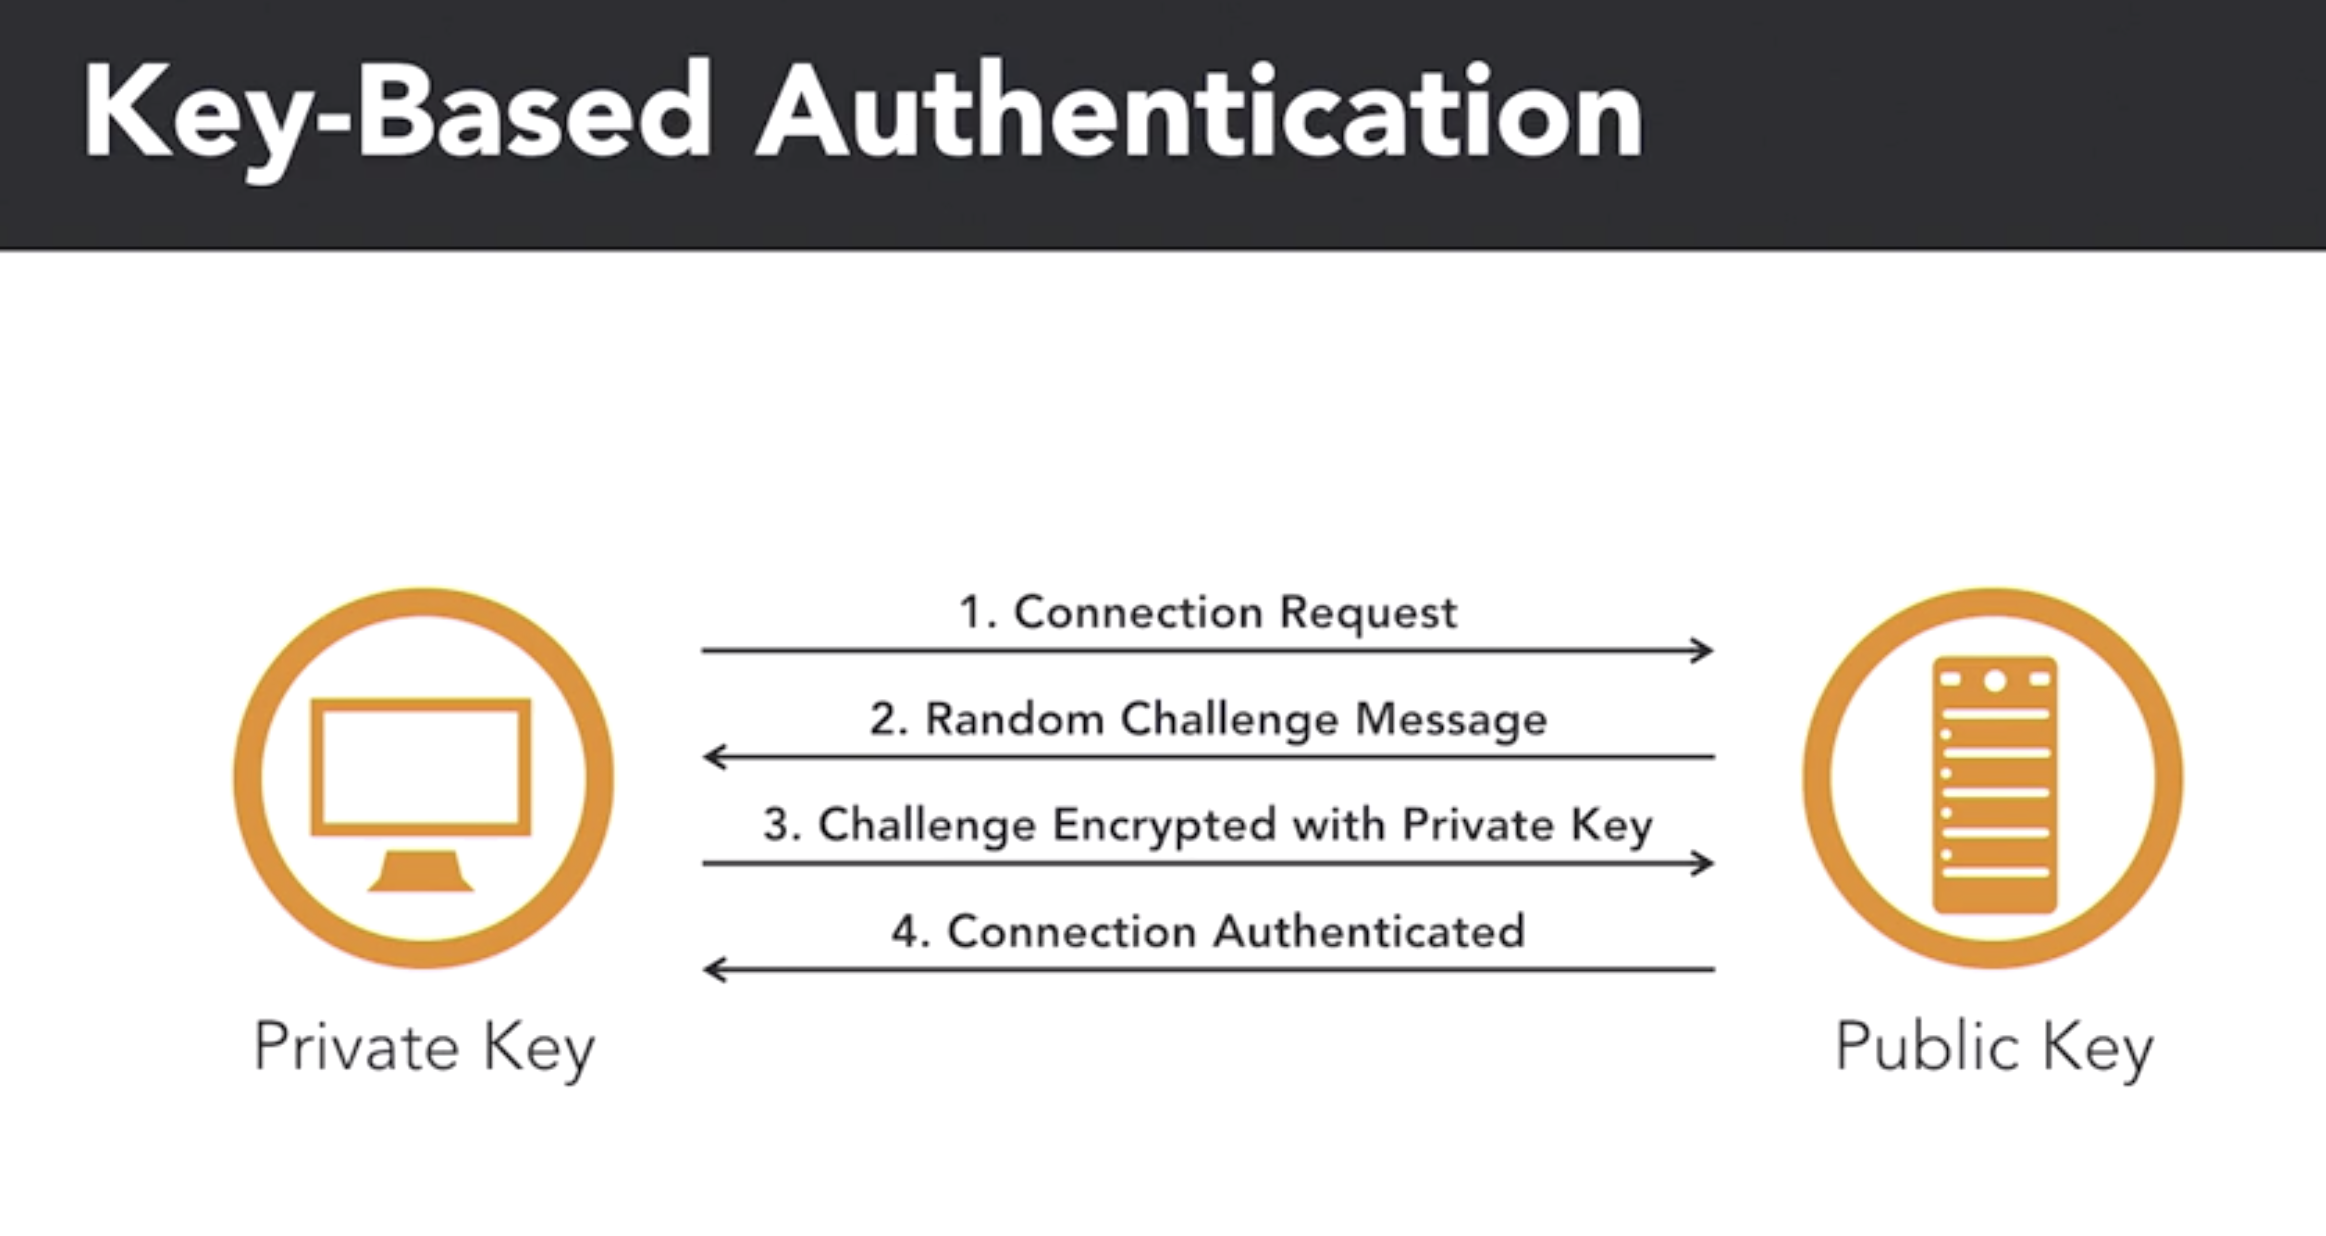 Key-Based Authentication
1. Connection Request
2. Random Challenge Message
3. Challenge Encrypted with Private Key
4. Connection Authenticated
Private Key
Public Key